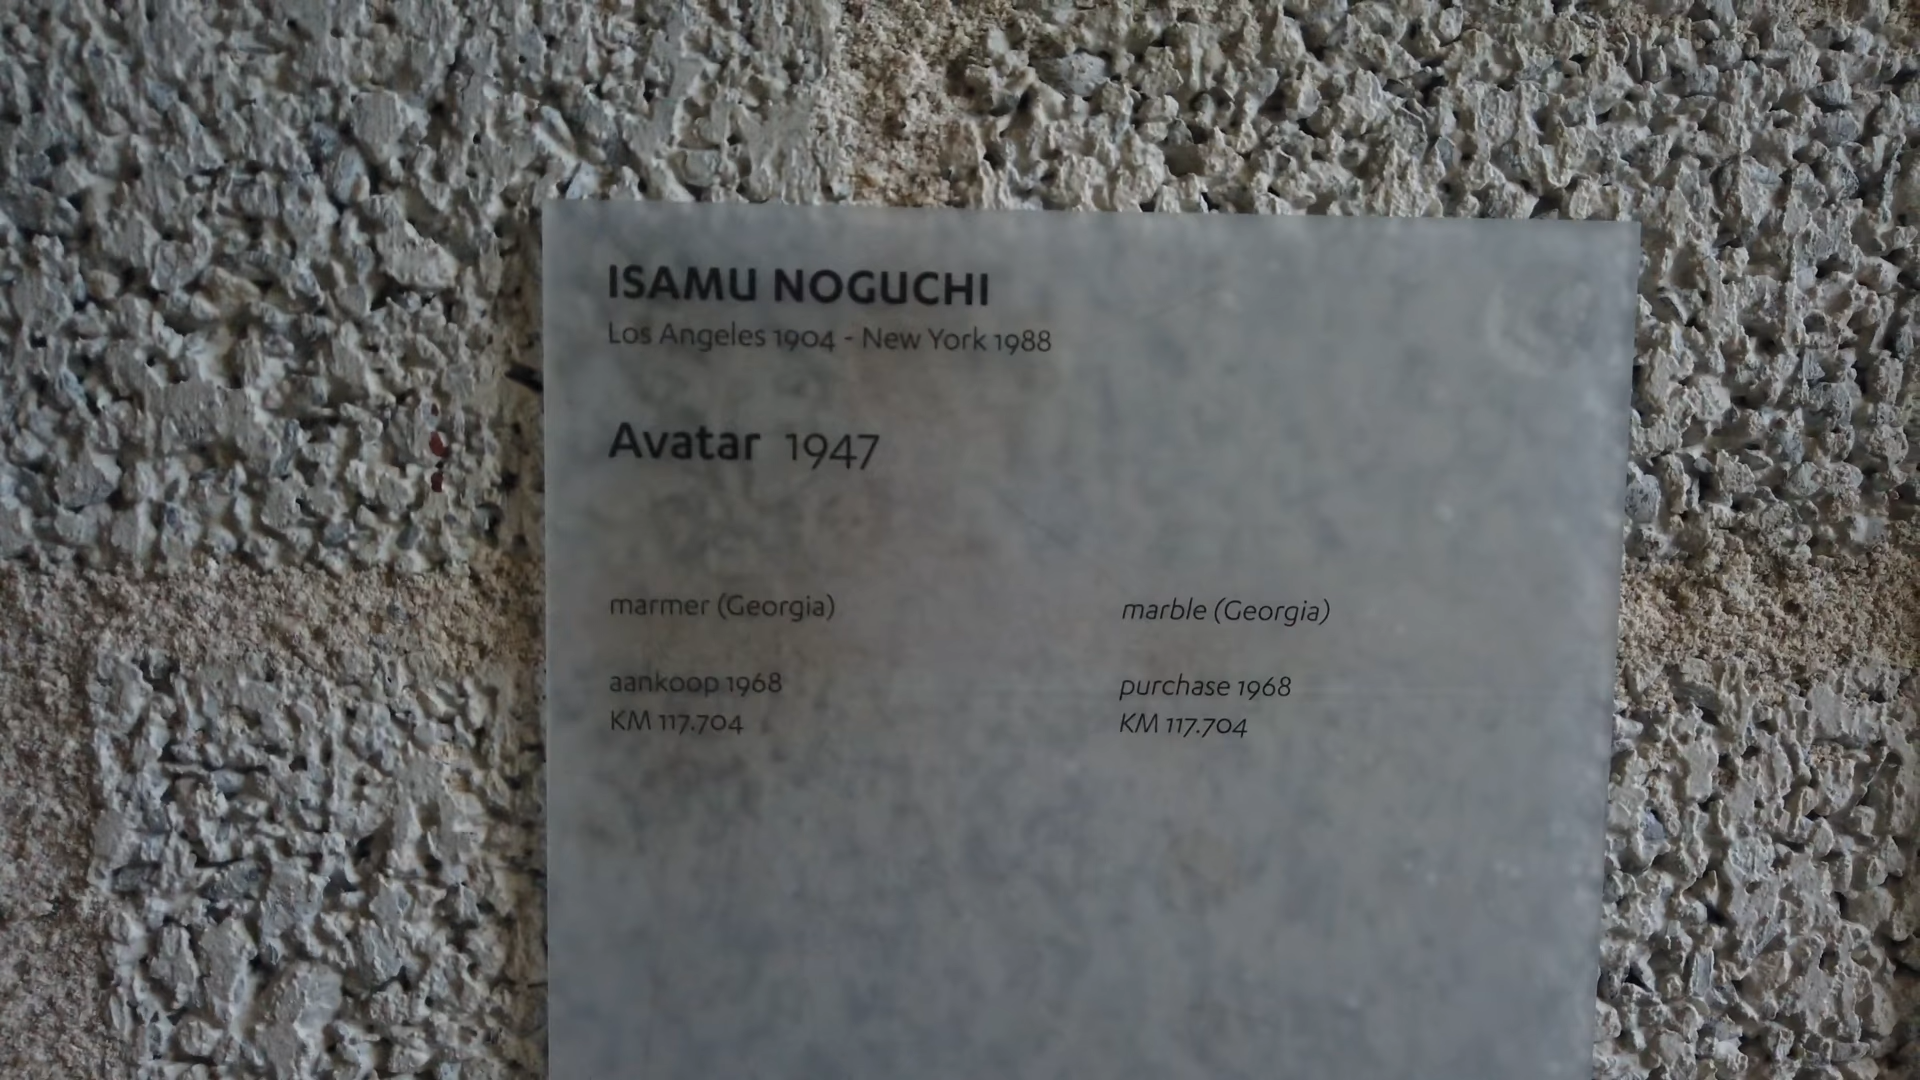 ISAMU NOGUCHI
Los Angeles 1904 - New York 1988
Avatar 1947
marmer (Georgia)
aankoop 1968
KM 117.704
marble (Georgia)
purchase 1968
KM 117.704